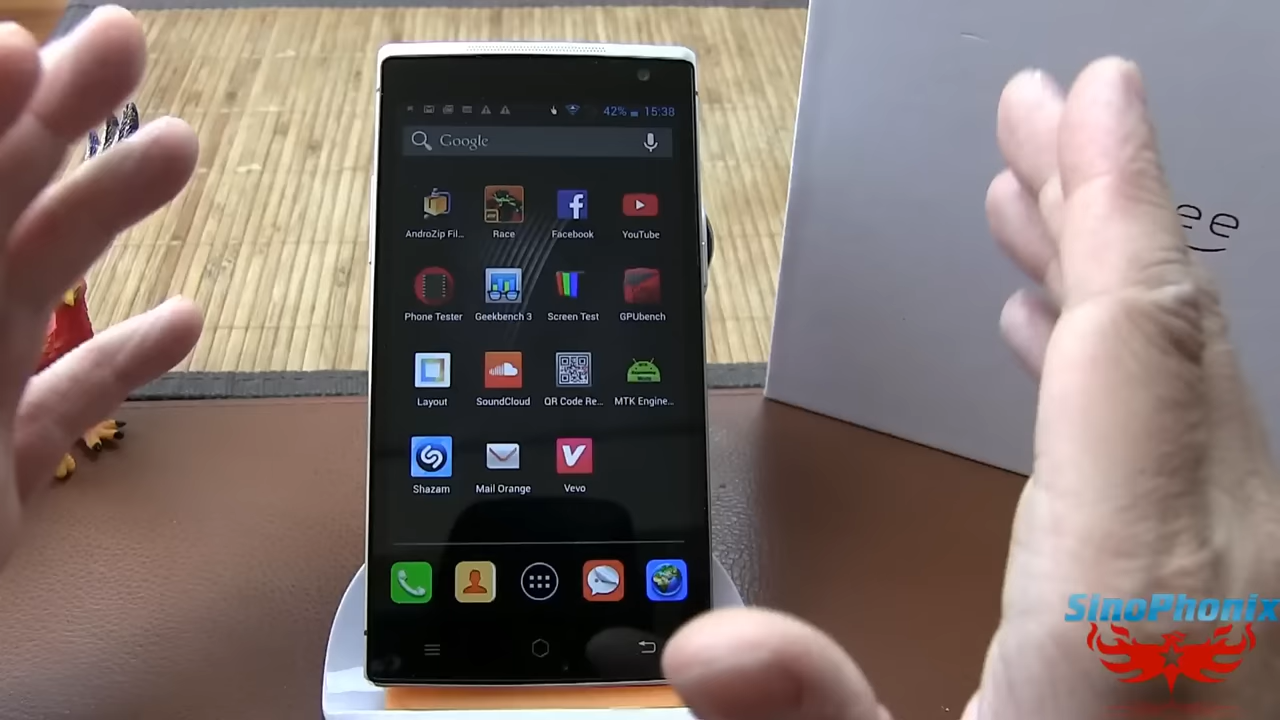 42% 15:38
Google
AndroZip Fil...
Race
Facebook
YouTube
Phone Tester
Geekbench 3
Screen Test
GPUbench
Layout
SoundCloud
QR Code Re...
MTK Engine...
Shazam
Mail Orange
Vevo
ee
SinoPhonix